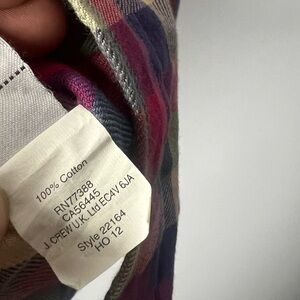 100% Cotton
RN77388
CA56445
J. CREW U.K. Ltd EC4V 6JA
Style 22164
HO 12